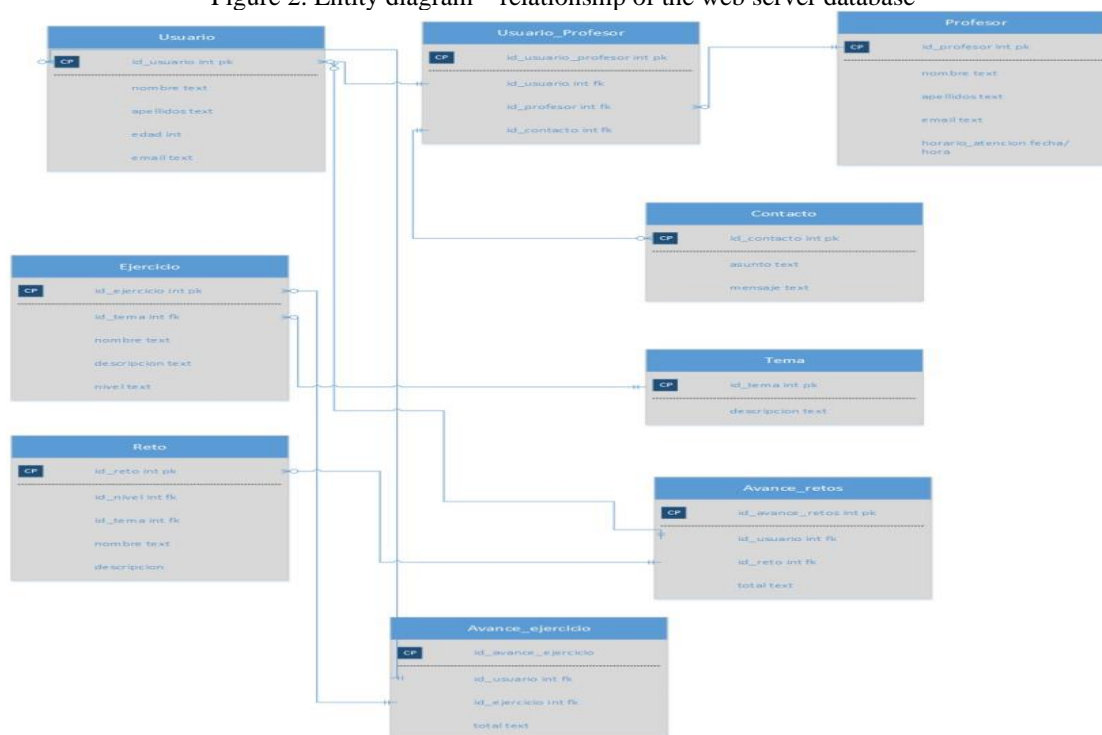 Figure 2. Entity diagram – relationship of the web server database
Usuario
CP id_usuario int pk
nombre text
apellidos text
edad int
email text
Usuario_Profesor
CP id_usuario_profesor int pk
id_usuario int fk
id_profesor int fk
id_contacto int fk
Profesor
CP id_profesor int pk
nombre text
apellidos text
email text
horario_atencion fecha/
hora
Contacto
CP id_contacto int pk
asunto text
mensaje text
Ejercicio
CP id_ejercicio int pk
id_tema int fk
nombre text
descripcion text
nivel text
Tema
CP id_tema int pk
descripcion text
Reto
CP id_reto int pk
id_nivel int fk
id_tema int fk
nombre text
descripcion
Avance_retos
CP id_avance_retos int pk
id_usuario int fk
id_reto int fk
total text
Avance_ejercicio
CP id_avance_ejercicio
id_usuario int fk
id_ejercicio int fk
total text